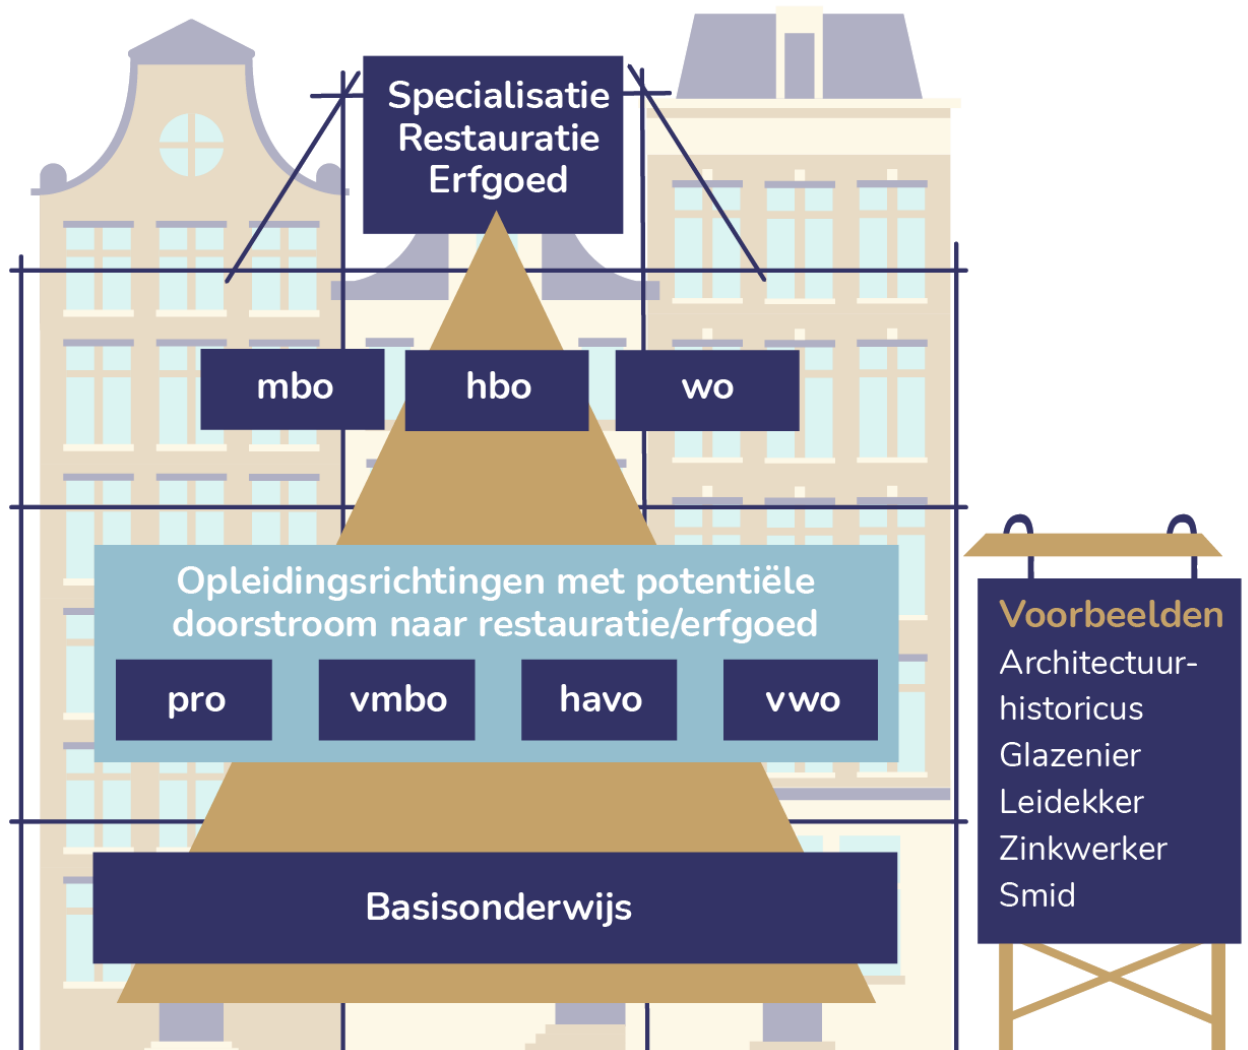 Specialisatie
Restauratie
Erfgoed
mbo
hbo
wo
Opleidingsrichtingen met potentiële
doorstroom naar restauratie/erfgoed
pro
vmbo
havo
vwo
Basisonderwijs
Voorbeelden
Architectuur-
historicus
Glazenier
Leidekker
Zinkwerker
Smid